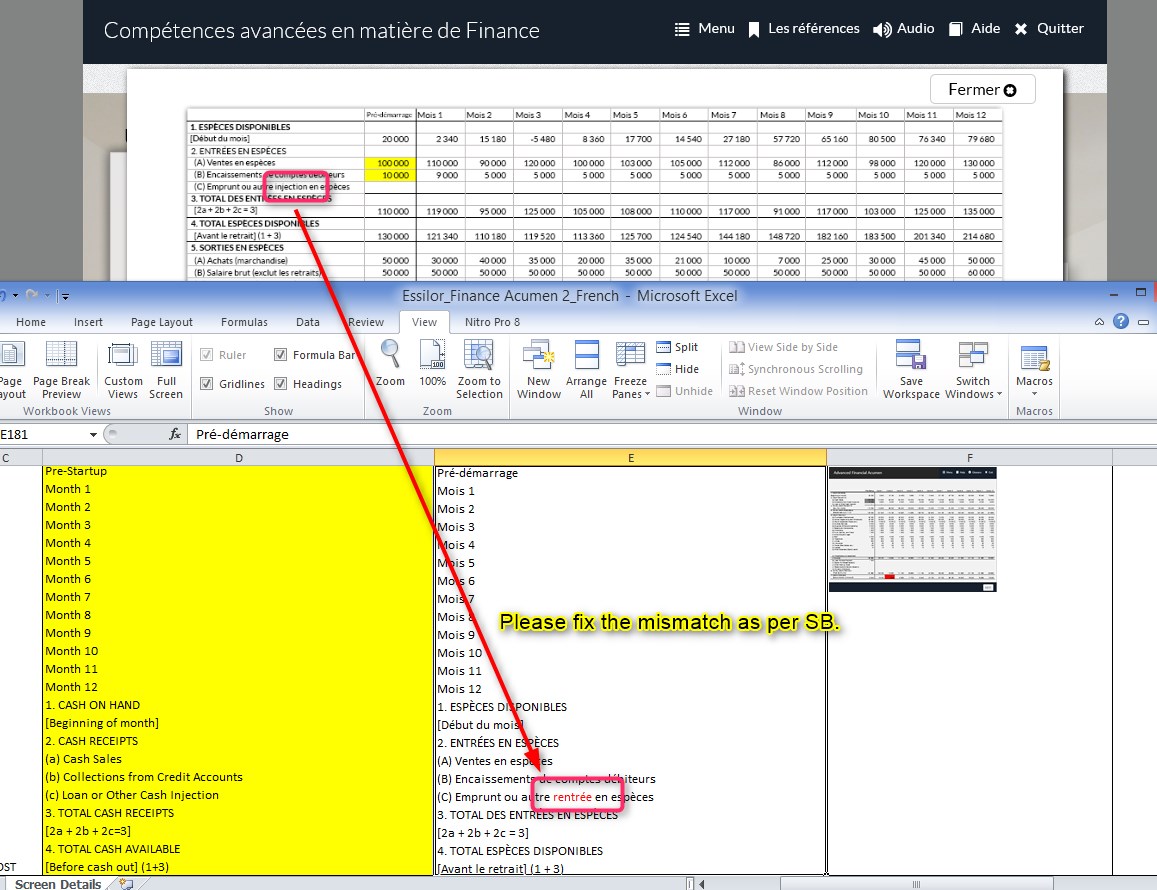 Compétences avancées en matière de Finance
Menu
Les références
Audio
Aide
Quitter
Fermer
Pré-démarrage Mois 1 Mois 2 Mois 3 Mois 4 Mois 5 Mois 6 Mois 7 Mois 8 Mois 9 Mois 10 Mois 11 Mois 12
1. ESPÈCES DISPONIBLES
[Début du mois] 20 000 2 340 15 180 -5 480 8 360 17 700 14 540 27 180 57 720 65 160 80 500 76 340 79 680
2. ENTRÉES EN ESPÈCES
(A) Ventes en espèces 100 000 110 000 90 000 120 000 100 000 103 000 105 000 112 000 86 000 112 000 98 000 120 000 130 000
(B) Encaissements de comptes débiteurs 10 000 9 000 5 000 5 000 5 000 5 000 5 000 5 000 5 000 5 000 5 000 5 000 5 000
(C) Emprunt ou autre injection en espèces
3. TOTAL DES ENTRÉES EN ESPÈCES
[2a + 2b + 2c = 3] 110 000 119 000 95 000 125 000 105 000 108 000 110 000 117 000 91 000 117 000 103 000 125 000 135 000
4. TOTAL ESPÈCES DISPONIBLES
[Avant le retrait] (1 + 3) 130 000 121 340 110 180 119 520 113 360 125 700 124 540 144 180 148 720 182 160 183 500 201 340 214 680
5. SORTIES EN ESPÈCES
(A) Achats (marchandise) 50 000 30 000 40 000 35 000 20 000 35 000 21 000 10 000 7 000 25 000 30 000 45 000 50 000
(B) Salaire brut (exclut les retraits) 50 000 50 000 50 000 50 000 50 000 50 000 50 000 50 000 50 000 50 000 50 000 50 000 60 000
Essilor_Finance Acumen 2_French - Microsoft Excel
Home Insert Page Layout Formulas Data Review View Nitro Pro 8
Ruler
Formula Bar
Gridlines
Headings
Page Break Preview
Custom Views
Full Screen
Workbook Views
Show
Zoom
100%
Zoom to Selection
Zoom
New Window
Arrange All
Freeze Panes
Split
Hide
Unhide
View Side by Side
Synchronous Scrolling
Reset Window Position
Window
Save Workspace
Switch Windows
Macros
Macros
E181 fx Pré-démarrage
C D E F
Pre-Startup
Month 1
Month 2
Month 3
Month 4
Month 5
Month 6
Month 7
Month 8
Month 9
Month 10
Month 11
Month 12
1. CASH ON HAND
[Beginning of month]
2. CASH RECEIPTS
(a) Cash Sales
(b) Collections from Credit Accounts
(c) Loan or Other Cash Injection
3. TOTAL CASH RECEIPTS
[2a + 2b + 2c=3]
4. TOTAL CASH AVAILABLE
[Before cash out] (1+3)
Pré-démarrage
Mois 1
Mois 2
Mois 3
Mois 4
Mois 5
Mois 6
Mois 7
Mois 8
Mois 9
Mois 10
Mois 11
Mois 12
1. ESPÈCES DISPONIBLES
[Début du mois]
2. ENTRÉES EN ESPÈCES
(A) Ventes en espèces
(B) Encaissements de comptes débiteurs
(C) Emprunt ou autre rentrée en espèces
3. TOTAL DES ENTRÉES EN ESPÈCES
[2a + 2b + 2c = 3]
4. TOTAL ESPÈCES DISPONIBLES
[Avant le retrait] (1 + 3)
Please fix the mismatch as per SB.
Advanced Financial Acumen
OST
Screen Details